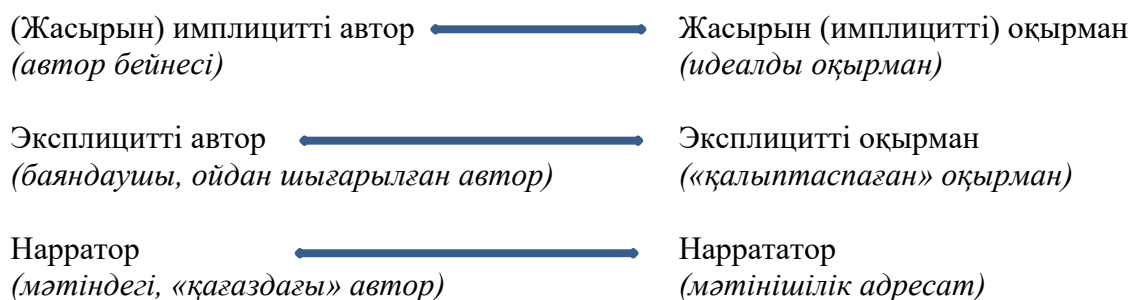 (Жасырын) имплицитті автор Жасырын (имплицитті) оқырман
(автор бейнесі) (идеалды оқырман)
Эксплицитті автор Эксплицитті оқырман
(баяндаушы, ойдан шығарылған автор) («қалыптаспаған» оқырман)
Нарратор Наррататор
(мәтіндегі, «қағаздағы» автор) (мәтінішілік адресат)